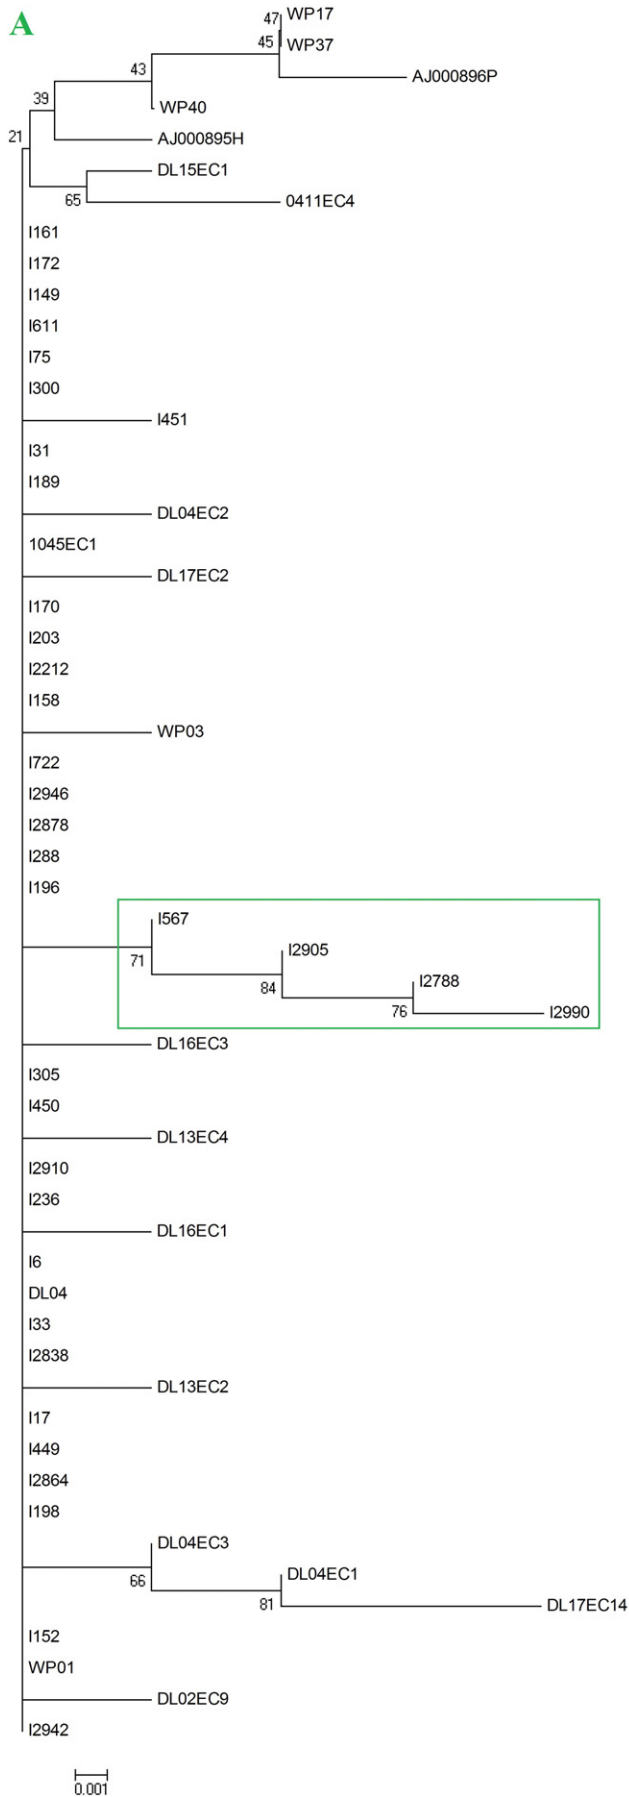 A
47
WP17
45
WP37
AJ000896P
43
WP40
39
AJ000895H
21
DL15EC1
65
0411EC4
I161
I172
I149
I611
I75
I300
I451
I31
I189
DL04EC2
1045EC1
DL17EC2
I170
I203
I2212
I158
WP03
I722
I2946
I2878
I288
I196
I567
71
I2905
84
I2788
76
I2990
DL16EC3
I305
I450
DL13EC4
I2910
I236
DL16EC1
I6
DL04
I33
I2838
DL13EC2
I17
I449
I2864
I198
DL04EC3
66
DL04EC1
81
DL17EC14
I152
WP01
DL02EC9
I2942
0.001